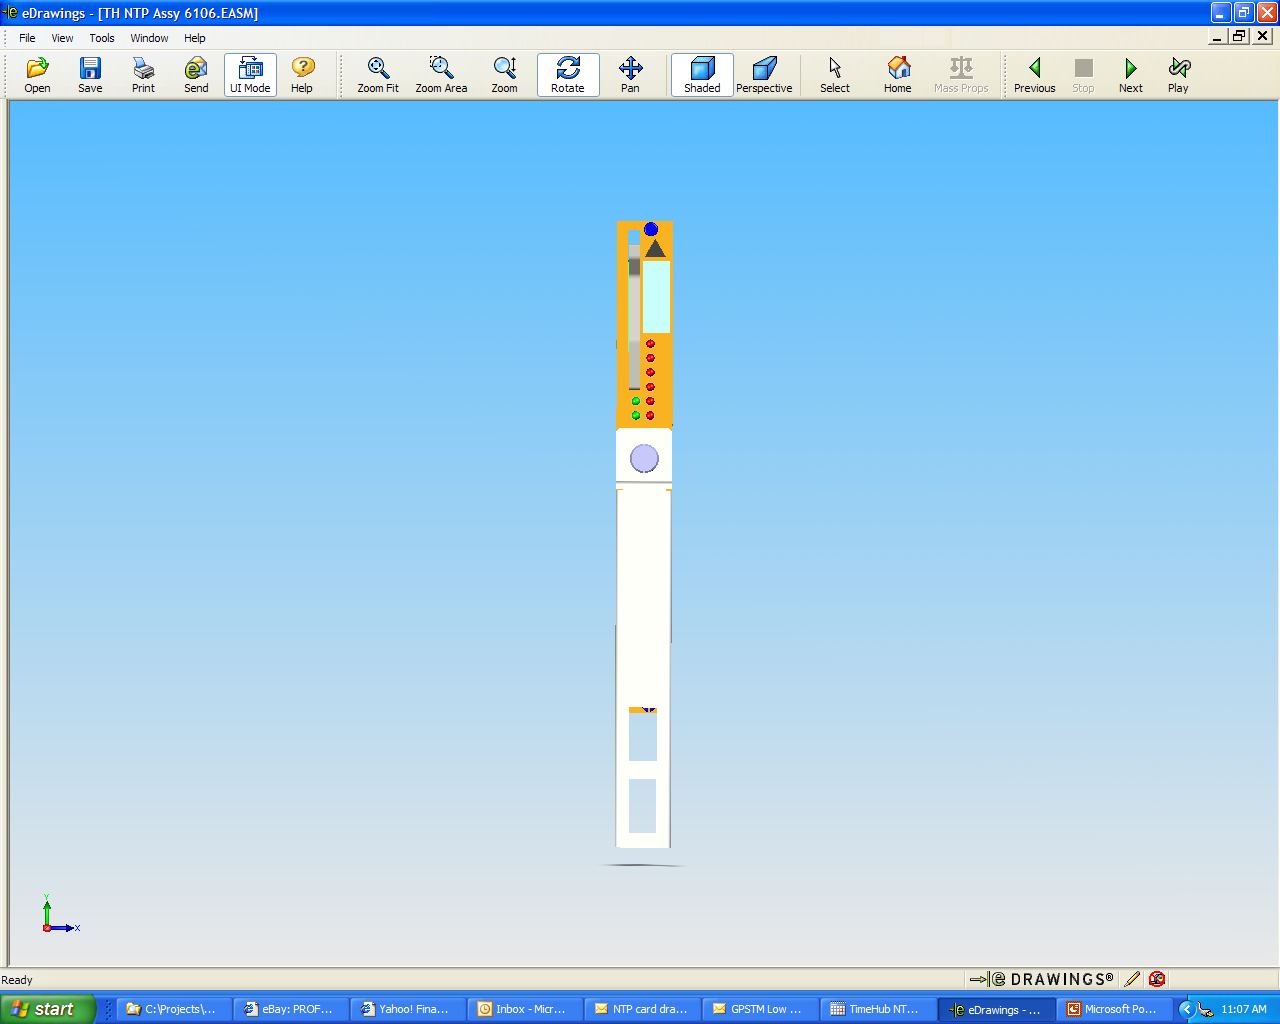 eDrawings - [TH NTP Assy 6106.EASM]
File View Tools Window Help
Open Save Print Send UI Mode Help Zoom Fit Zoom Area Zoom Rotate Pan Shaded Perspective Select Home Mass Props Previous Stop Next Play
Y
X
Ready
e DRAWINGS®
start C:\Projects\... eBay: PROF... Yahoo! Fina... Inbox - Micr... NTP card dra... GPSTM Low ... TimeHub NT... eDrawings - ... Microsoft Po... 11:07 AM